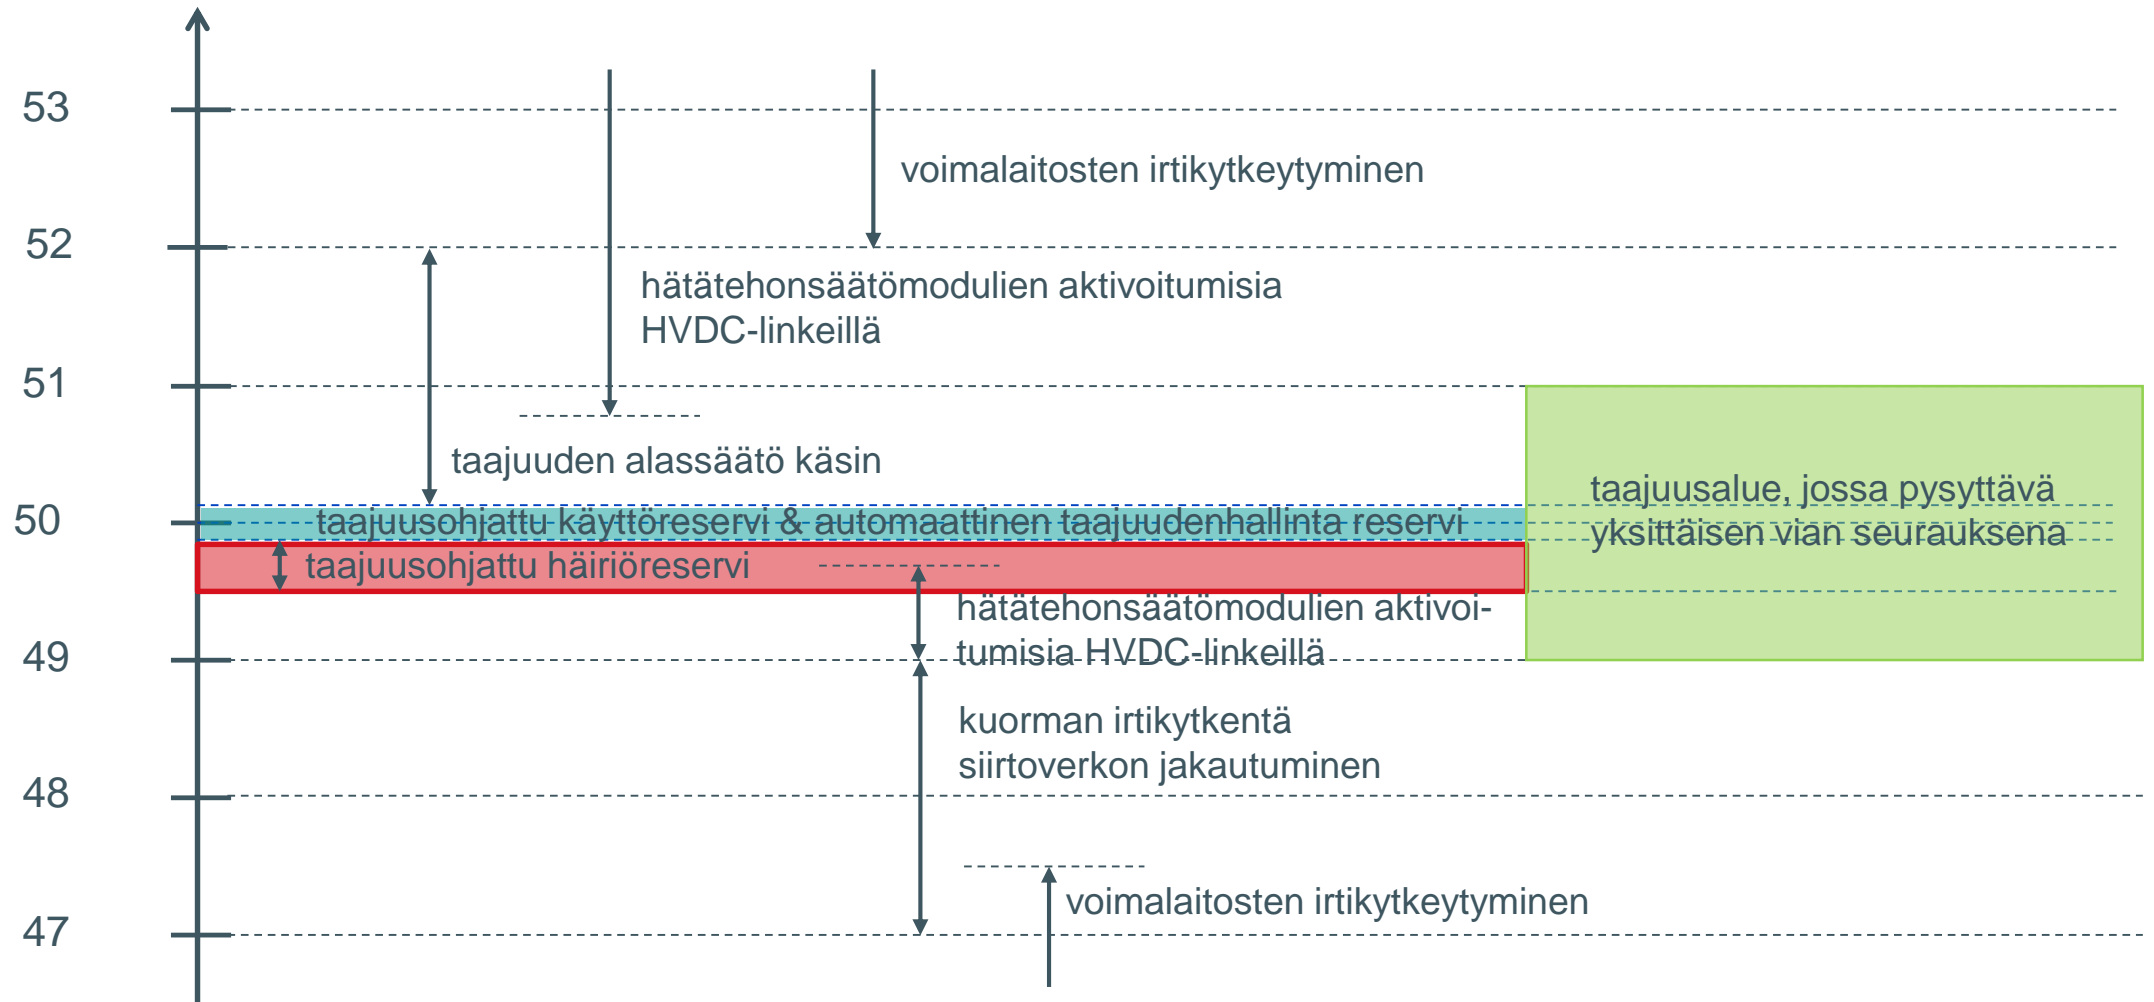 53
voimalaitosten irtikytkeytyminen
52
hätätehonsäätömodulien aktivoitumisia
HVDC-linkeillä
51
taajuuden alassäätö käsin
taajuusalue, jossa pysyttävä
yksittäisen vian seurauksena
50
taajuusohjattu käyttöreservi & automaattinen taajuudenhallinta reservi
taajuusohjattu häiriöreservi
hätätehonsäätömodulien aktivoi-
tumisia HVDC-linkeillä
49
kuorman irtikytkentä
siirtoverkon jakautuminen
48
voimalaitosten irtikytkeytyminen
47